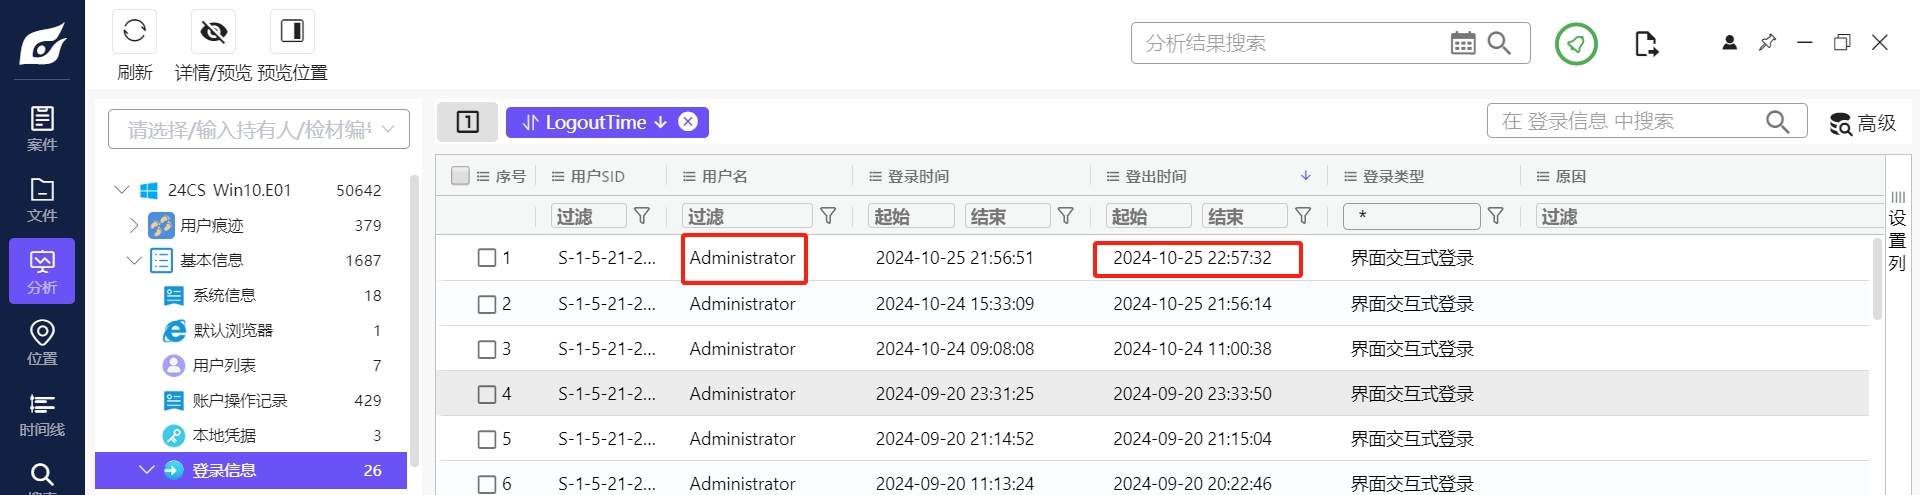 刷新 详情/预览 预览位置
分析结果搜索
案件
文件
分析
位置
时间线
请选择/输入持有人/检材编号
24CS_Win10.E01 50642
用户痕迹 379
基本信息 1687
系统信息 18
默认浏览器 1
用户列表 7
账户操作记录 429
本地凭据 3
登录信息 26
1 LogoutTime
在 登录信息 中搜索 高级
序号 用户SID 用户名 登录时间 登出时间 登录类型 原因
过滤 过滤 起始 结束 起始 结束 * 过滤
1 S-1-5-21-2... Administrator 2024-10-25 21:56:51 2024-10-25 22:57:32 界面交互式登录
2 S-1-5-21-2... Administrator 2024-10-24 15:33:09 2024-10-25 21:56:14 界面交互式登录
3 S-1-5-21-2... Administrator 2024-10-24 09:08:08 2024-10-24 11:00:38 界面交互式登录
4 S-1-5-21-2... Administrator 2024-09-20 23:31:25 2024-09-20 23:33:50 界面交互式登录
5 S-1-5-21-2... Administrator 2024-09-20 21:14:52 2024-09-20 21:15:04 界面交互式登录
6 S-1-5-21-2... Administrator 2024-09-20 11:13:24 2024-09-20 20:22:46 界面交互式登录
设置列